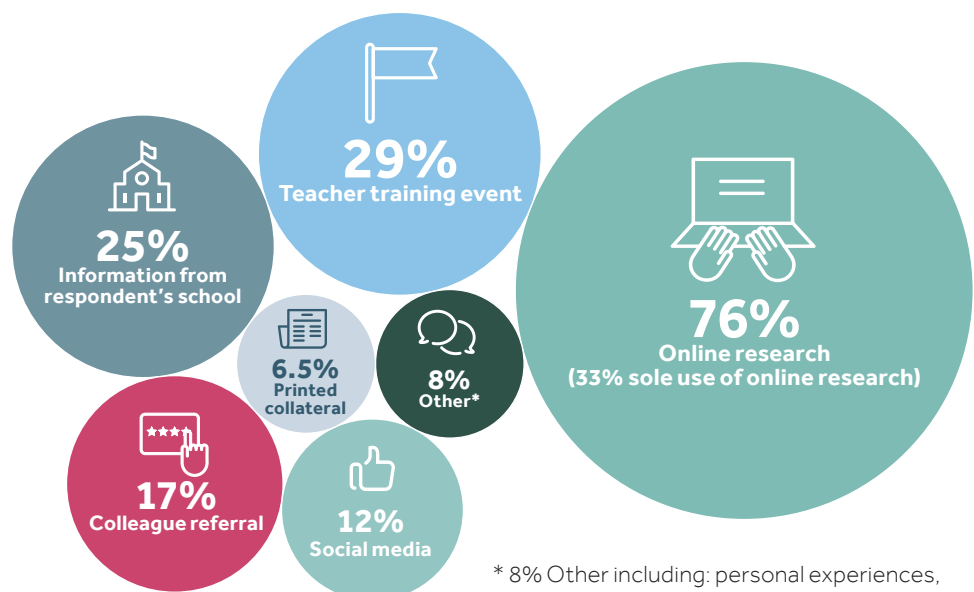 29%
Teacher training event
25%
Information from
respondent's school
76%
Online research
(33% sole use of online research)
6.5%
Printed
collateral
8%
Other*
17%
Colleague referral
12%
Social media
* 8% Other including: personal experiences,